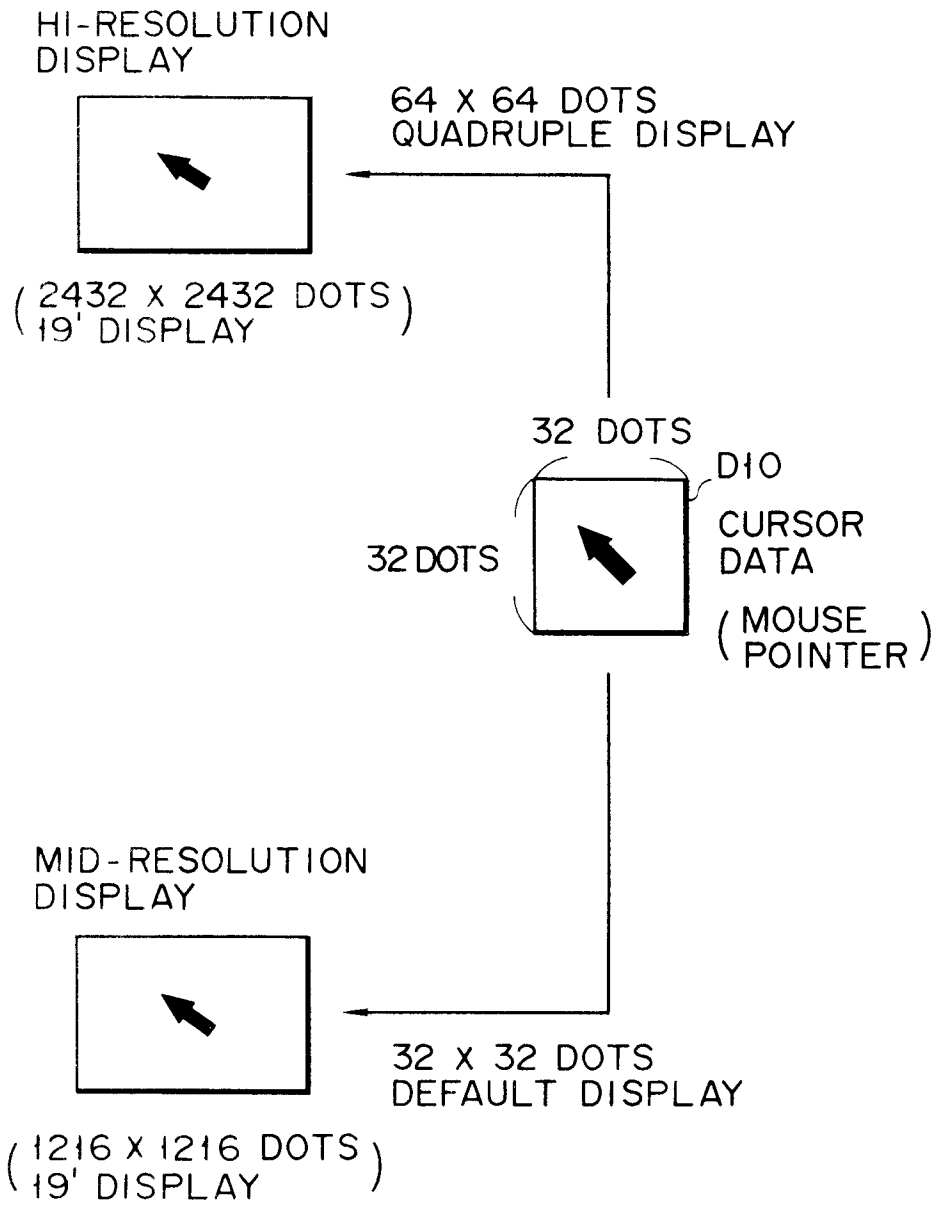 HI-RESOLUTION
DISPLAY
64 X 64 DOTS
QUADRUPLE DISPLAY
(2432 X 2432 DOTS)
19' DISPLAY
32 DOTS
D10
32 DOTS
CURSOR
DATA
(MOUSE
POINTER)
MID-RESOLUTION
DISPLAY
32 X 32 DOTS
DEFAULT DISPLAY
(1216 X 1216 DOTS)
19' DISPLAY